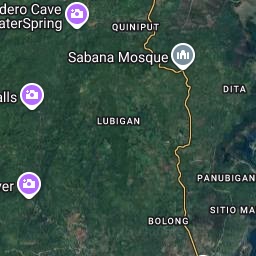 dero Cave
aterSpring
QUINIPUT
Sabana Mosque
DITA
alls
LUBIGAN
PANUBIGAN
ver
SITIO MA
BOLONG